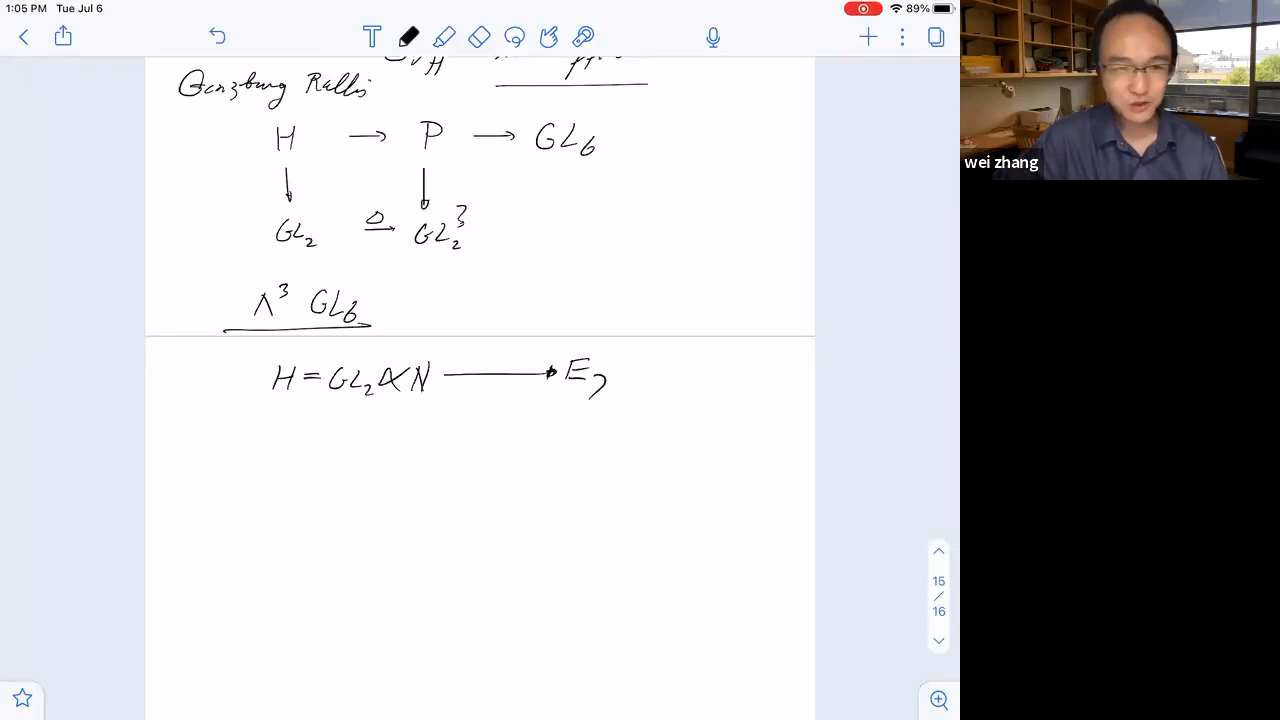 1:05 PM Tue Jul 6
89%
T
Ginzburg Rallis
H → P → GL₆
↓ ↓
GL₂ Δ→ GL₂³
Λ³ GL₆
H = GL₂ ⋉ N ⟶ E₇
15
/
16
wei zhang